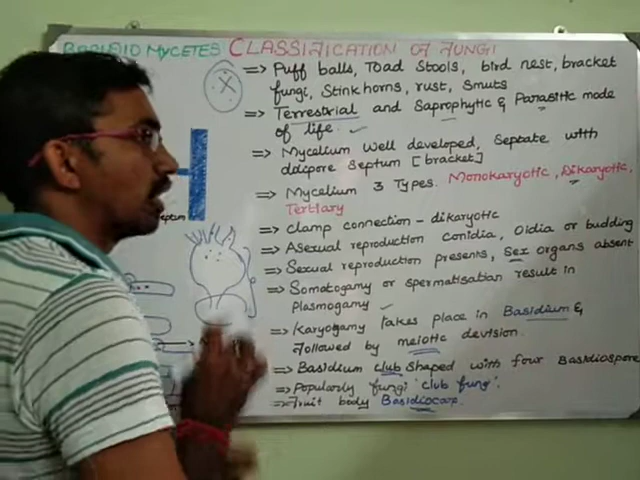 BASIDIO MYCETES CLASSIFICATION OF FUNGI
=> Puff balls, Toad Stools, bird nest, bracket
fungi, Stink horns, rust, Smuts
=> Terrestrial and Saprophytic & Parasitic mode
of life.
=> Mycelium well developed, Septate with
dolipore Septum [bracket]
=> Mycelium 3 Types. Monokaryotic, Dikaryotic,
Tertiary
=> clamp connection - dikaryotic
=> Asexual reproduction conidia, Oidia or budding
=> Sexual reproduction presents, Sex organs absent
=> Somatogamy or spermatisation result in
Plasmogamy
=> Karyogamy takes place in Basidium &
followed by meiotic devision
=> Basidium club shaped with four Basidiospore
=> Popularly fungi 'club fungi'.
=> Fruit body Basidiocarp.
ptum